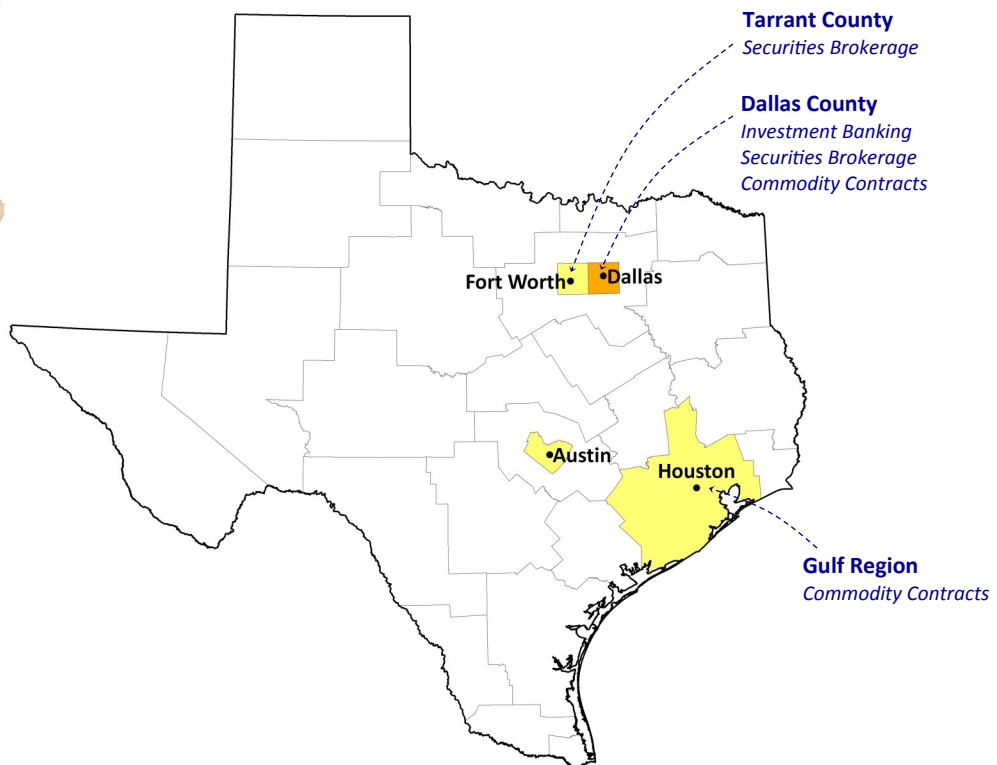 Tarrant County
Securities Brokerage
Dallas County
Investment Banking
Securities Brokerage
Commodity Contracts
Fort Worth
Dallas
Austin
Houston
Gulf Region
Commodity Contracts